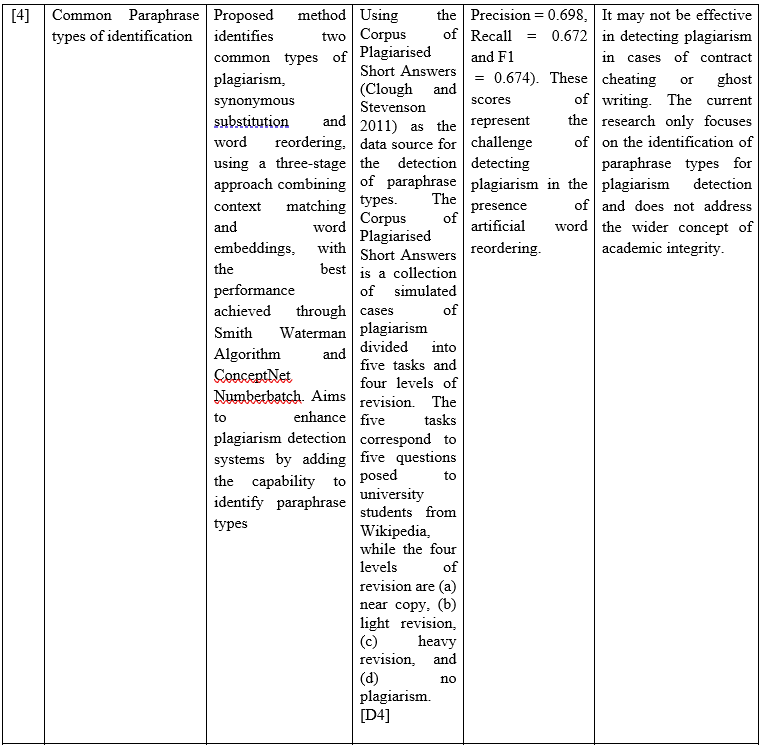 [4]
Common Paraphrase
types of identification
Proposed method
identifies two
common types of
plagiarism,
synonymous
substitution and
word reordering,
using a three-stage
approach combining
context matching
and word
embeddings, with
the best
performance
achieved through
Smith Waterman
Algorithm and
ConceptNet
Numberbatch. Aims
to enhance
plagiarism detection
systems by adding
the capability to
identify paraphrase
types
Using the
Corpus of
Plagiarised
Short Answers
(Clough and
Stevenson
2011) as the
data source for
the detection
of paraphrase
types. The
Corpus of
Plagiarised
Short Answers
is a collection
of simulated
cases of
plagiarism
divided into
five tasks and
four levels of
revision. The
five tasks
correspond to
five questions
posed to
university
students from
Wikipedia,
while the four
levels of
revision are (a)
near copy, (b)
light revision,
(c) heavy
revision, and
(d) no
plagiarism.
[D4]
Precision = 0.698,
Recall = 0.672
and F1
= 0.674). These
scores of
represent the
challenge of
detecting
plagiarism in the
presence of
artificial word
reordering.
It may not be effective
in detecting plagiarism
in cases of contract
cheating or ghost
writing. The current
research only focuses
on the identification of
paraphrase types for
plagiarism detection
and does not address
the wider concept of
academic integrity.